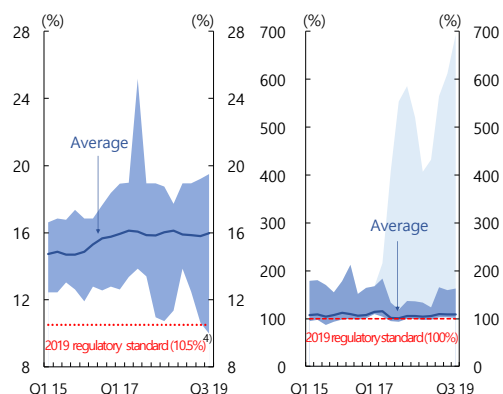 (%) (%)
28 28
24 24
20 20
16 16
12 12
8 8
Average
2019 regulatory standard (10.5%) 4)
Q1 15 Q1 17 Q3 19
(%) (%)
700 700
600 600
500 500
400 400
300 300
200 200
100 100
0 0
Average
2019 regulatory standard (100%)
Q1 15 Q1 17 Q3 19